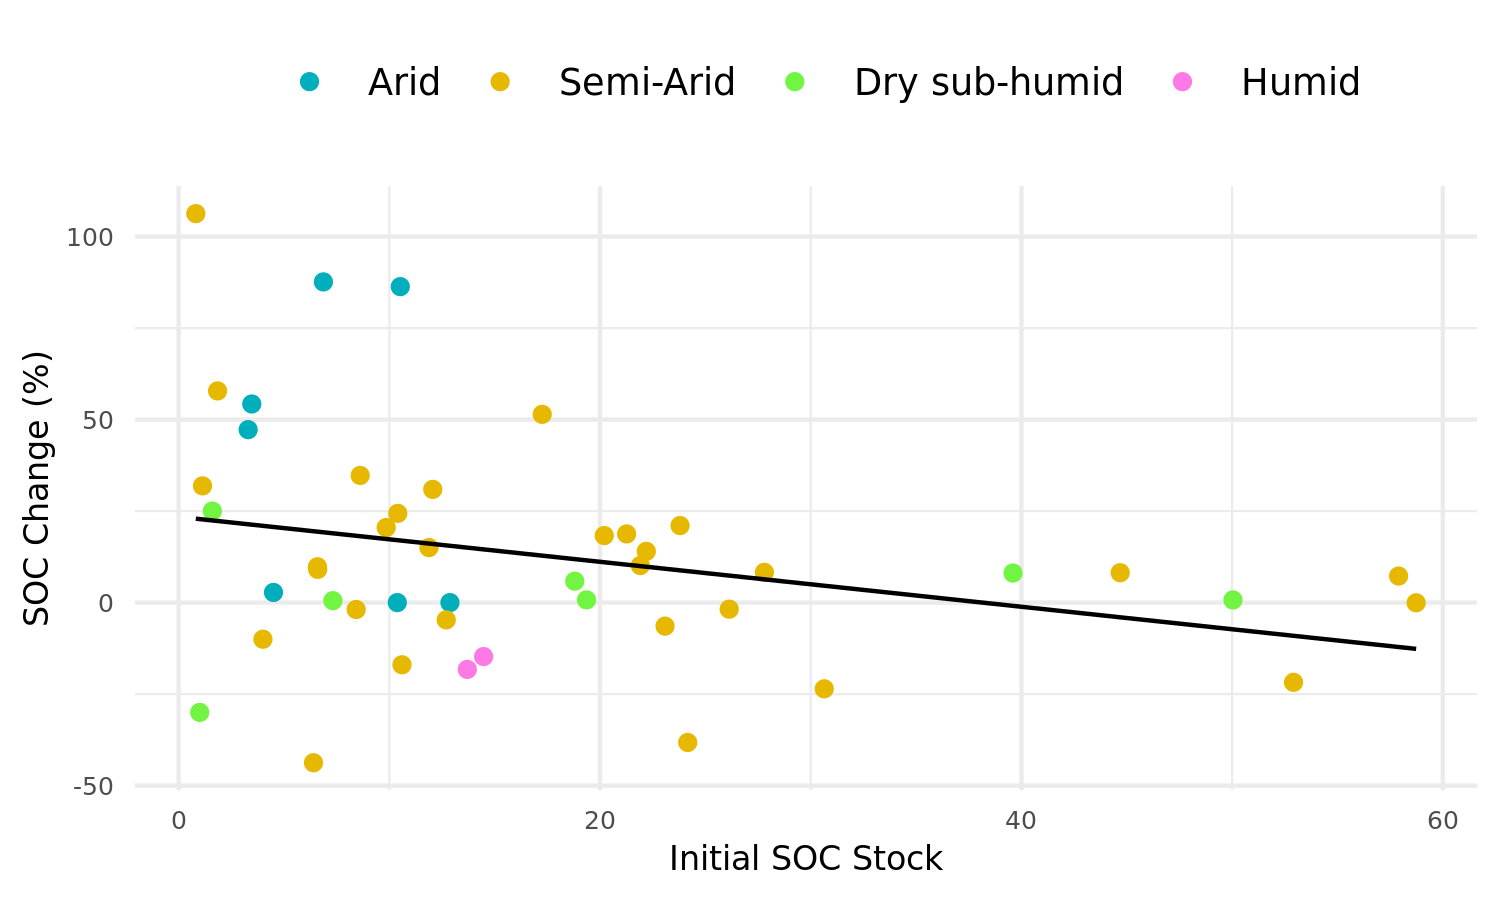 Arid Semi-Arid Dry sub-humid Humid
100
50
0
-50
SOC Change (%)
0 20 40 60
Initial SOC Stock